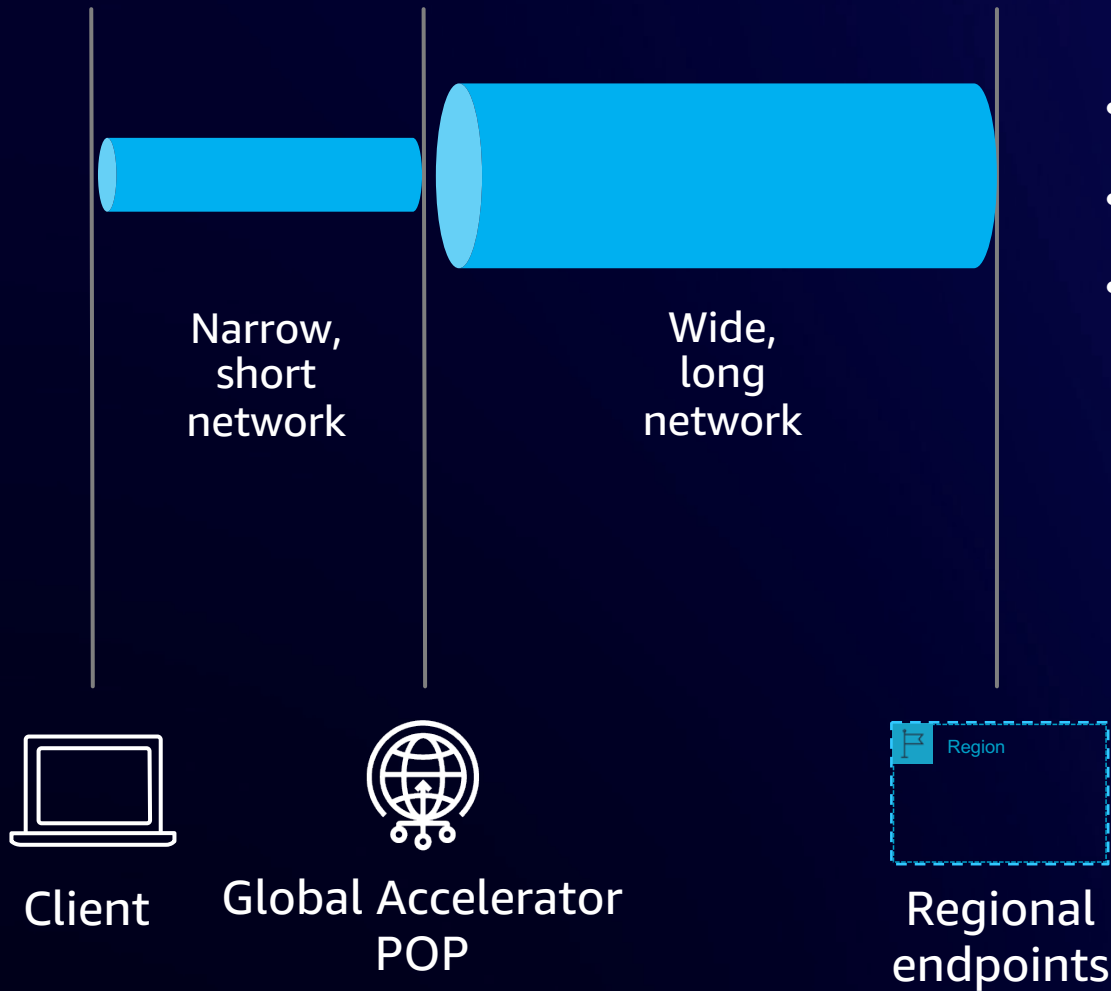 Narrow,
short
network
Wide,
long
network
Region
Client
Global Accelerator
POP
Regional
endpoints